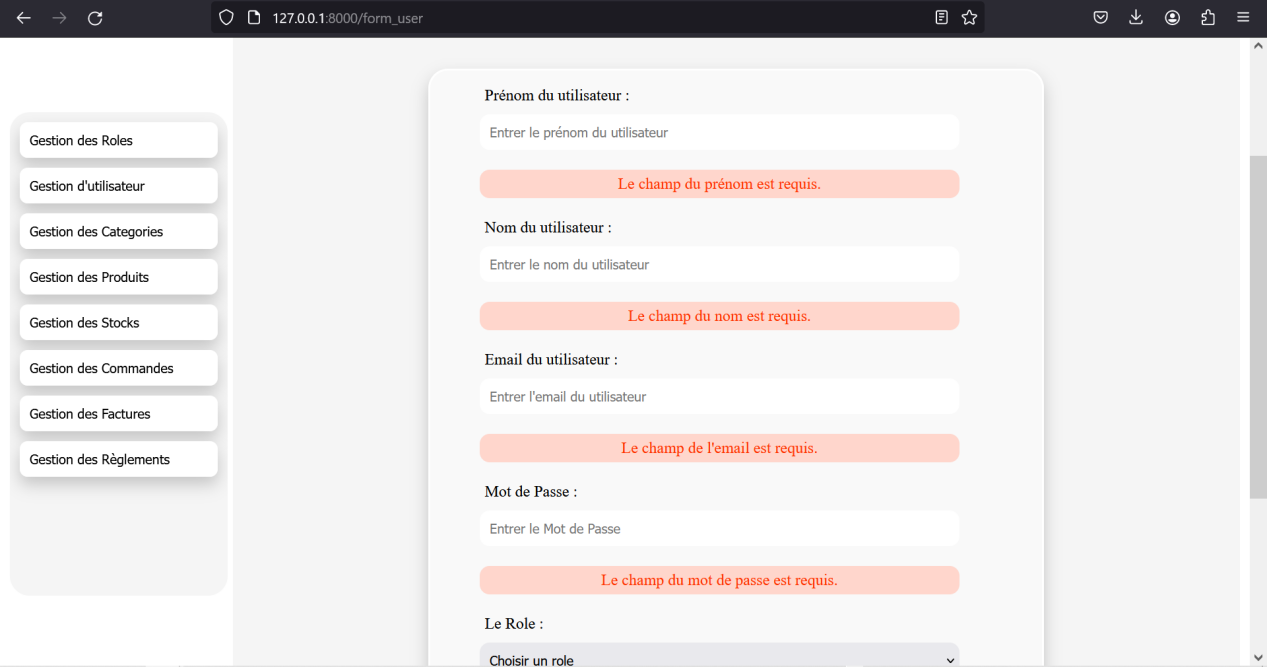 127.0.0.1:8000/form_user
Gestion des Roles
Gestion d'utilisateur
Gestion des Categories
Gestion des Produits
Gestion des Stocks
Gestion des Commandes
Gestion des Factures
Gestion des Règlements
Prénom du utilisateur :
Entrer le prénom du utilisateur
Le champ du prénom est requis.
Nom du utilisateur :
Entrer le nom du utilisateur
Le champ du nom est requis.
Email du utilisateur :
Entrer l'email du utilisateur
Le champ de l'email est requis.
Mot de Passe :
Entrer le Mot de Passe
Le champ du mot de passe est requis.
Le Role :
Choisir un role